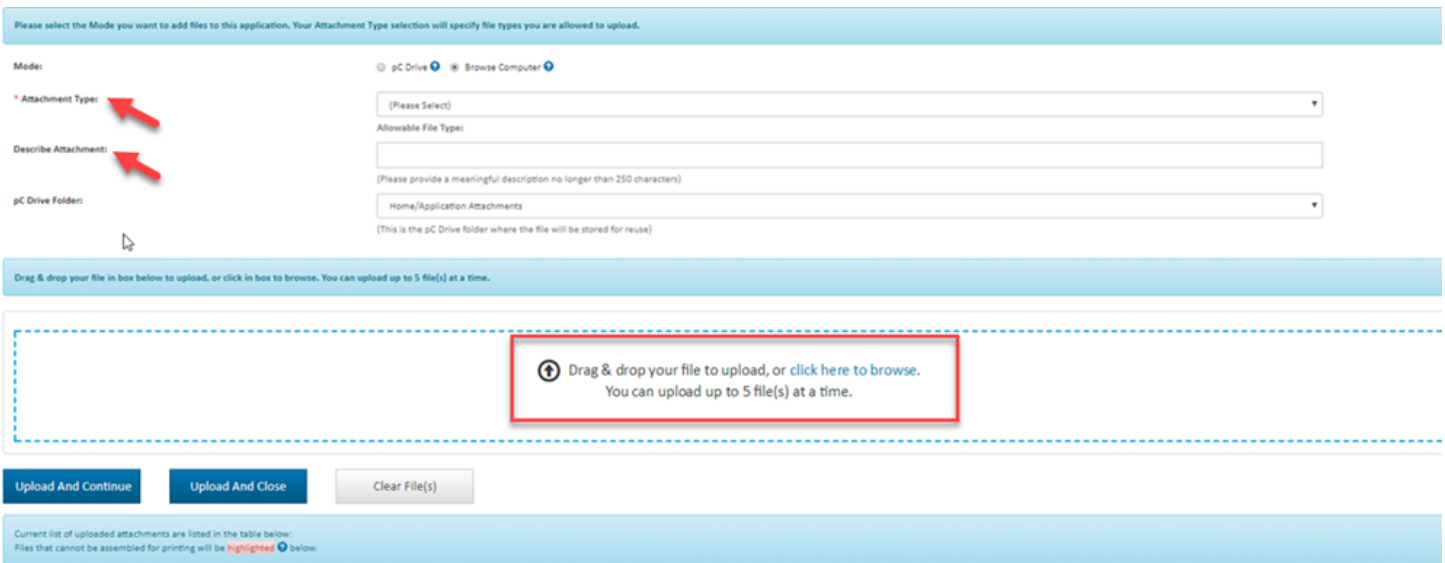 Please select the Mode you want to add files to this application. Your Attachment Type selection will specify file types you are allowed to upload.
Mode:
pC Drive Browse Computer
* Attachment Type:
(Please Select)
Allowable File Type:
Describe Attachment:
(Please provide a meaningful description no longer than 250 characters)
pC Drive Folder:
Home/Application Attachments
(This is the pC Drive folder where the file will be stored for reuse)
Drag & drop your file in box below to upload, or click in box to browse. You can upload up to 5 file(s) at a time.
Drag & drop your file to upload, or click here to browse.
You can upload up to 5 file(s) at a time.
Upload And Continue Upload And Close Clear File(s)
Current list of uploaded attachments are listed in the table below:
Files that cannot be assembled for printing will be highlighted ? below.